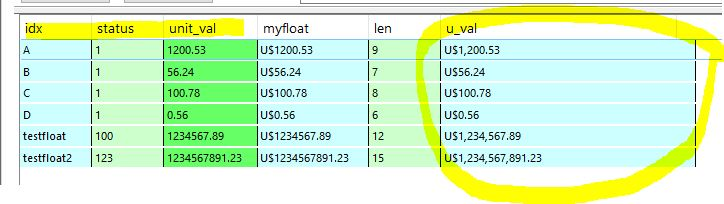 idx status unit_val myfloat len u_val
A 1 1200.53 U$1200.53 9 U$1,200.53
B 1 56.24 U$56.24 7 U$56.24
C 1 100.78 U$100.78 8 U$100.78
D 1 0.56 U$0.56 6 U$0.56
testfloat 100 1234567.89 U$1234567.89 12 U$1,234,567.89
testfloat2 123 1234567891.23 U$1234567891.23 15 U$1,234,567,891.23